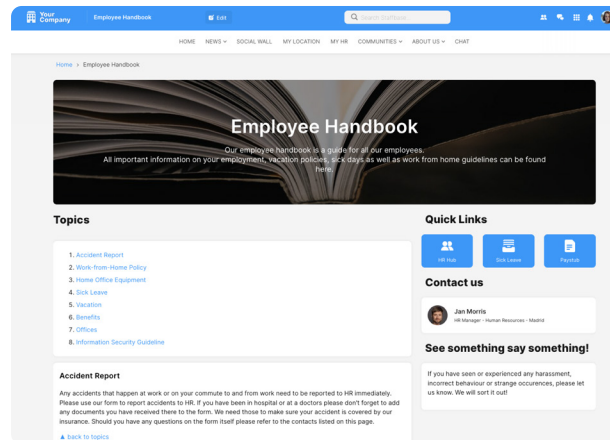 Your
Company
Employee Handbook
Edit
Search Staffbase
HOME NEWS SOCIAL WALL MY LOCATION MY HR COMMUNITIES ABOUT US CHAT
Home > Employee Handbook
Employee Handbook
Our employee handbook is a guide for all our employees.
All important information on your employment, vacation policies, sick days as well as work from home guidelines can be found
here.
Topics
1. Accident Report
2. Work-from-Home Policy
3. Home Office Equipment
4. Sick Leave
5. Vacation
6. Benefits
7. Offices
8. Information Security Guideline
Accident Report
Any accidents that happen at work or on your commute to and from work need to be reported to HR immediately.
Please use our form to report accidents to HR. If you have been in hospital or at a doctors please don't forget to add
any documents you have received there to the form. We need those to make sure your accident is covered by our
insurance. Should you have any questions on the form itself please refer to the contacts listed on this page.
▲ back to topics
Quick Links
HR Hub
Sick Leave
Paystub
Contact us
Jan Morris
HR Manager - Human Resources - Madrid
See something say something!
If you have seen or experienced any harassment,
incorrect behaviour or strange occurences, please let
us know. We will sort it out!